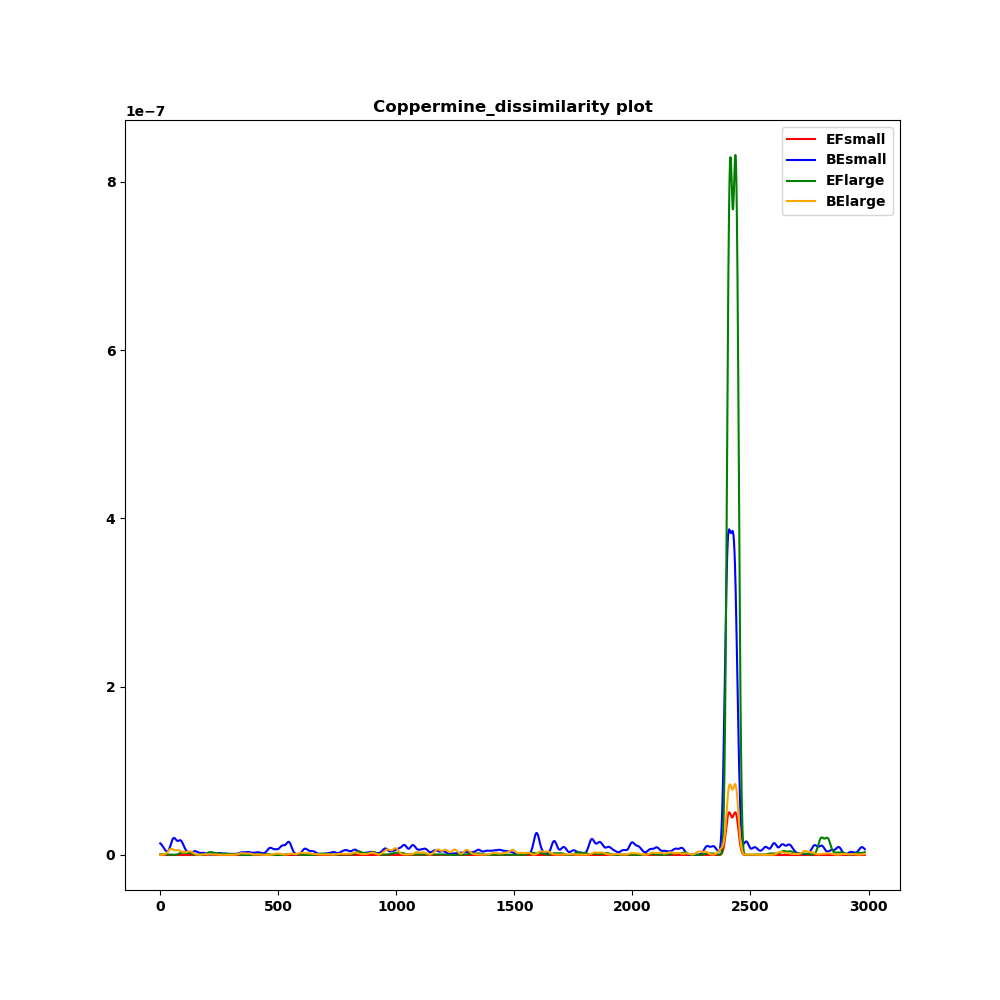 Coppermine_dissimilarity plot
1e−7
EFsmall
BEsmall
EFlarge
BElarge
8
6
4
2
0
0 500 1000 1500 2000 2500 3000